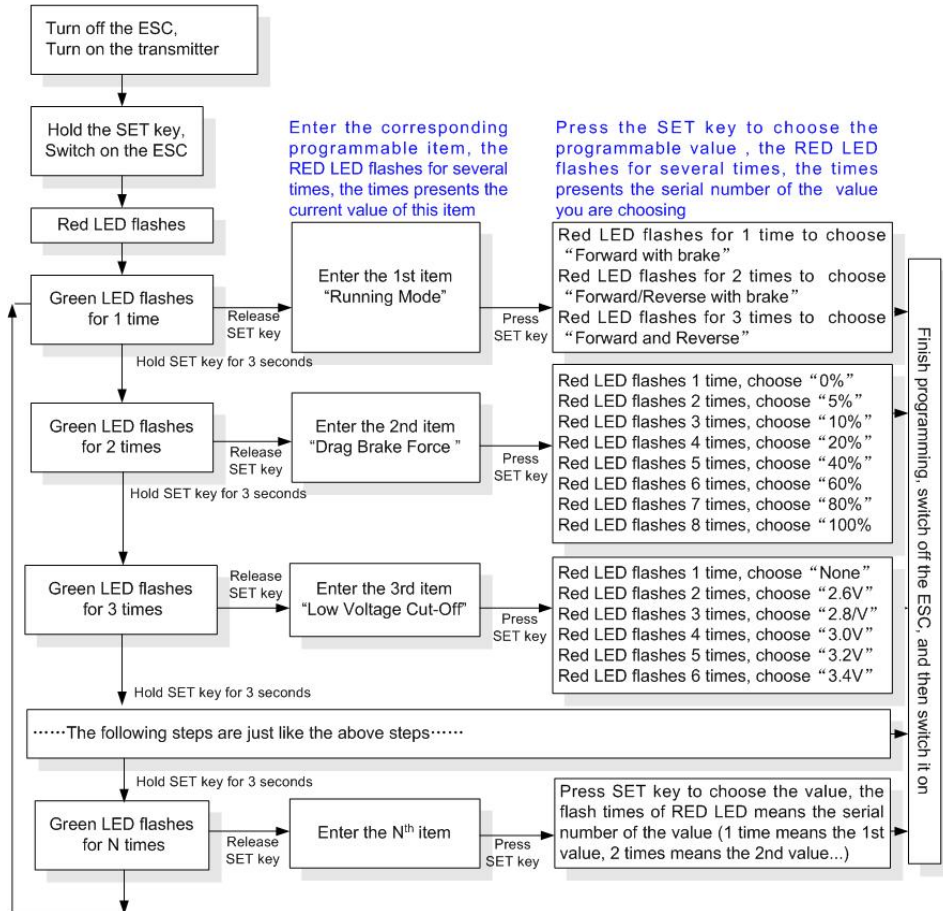 Turn off the ESC,
Turn on the transmitter
Hold the SET key,
Switch on the ESC
Enter the corresponding
programmable item, the
RED LED flashes for several
times, the times presents the
current value of this item
Press the SET key to choose the
programmable value , the RED LED
flashes for several times, the times
presents the serial number of the value
you are choosing
Red LED flashes
Green LED flashes
for 1 time
Release
SET key
Enter the 1st item
“Running Mode”
Press
SET key
Red LED flashes for 1 time to choose
“Forward with brake”
Red LED flashes for 2 times to choose
“Forward/Reverse with brake”
Red LED flashes for 3 times to choose
“Forward and Reverse”
Hold SET key for 3 seconds
Green LED flashes
for 2 times
Release
SET key
Enter the 2nd item
“Drag Brake Force ”
Press
SET key
Red LED flashes 1 time, choose “0%”
Red LED flashes 2 times, choose “5%”
Red LED flashes 3 times, choose “10%”
Red LED flashes 4 times, choose “20%”
Red LED flashes 5 times, choose “40%”
Red LED flashes 6 times, choose “60%
Red LED flashes 7 times, choose “80%”
Red LED flashes 8 times, choose “100%
Hold SET key for 3 seconds
Green LED flashes
for 3 times
Release
SET key
Enter the 3rd item
“Low Voltage Cut-Off”
Press
SET key
Red LED flashes 1 time, choose “None”
Red LED flashes 2 times, choose “2.6V”
Red LED flashes 3 times, choose “2.8/V”
Red LED flashes 4 times, choose “3.0V”
Red LED flashes 5 times, choose “3.2V”
Red LED flashes 6 times, choose “3.4V”
Hold SET key for 3 seconds
······The following steps are just like the above steps······
Hold SET key for 3 seconds
Green LED flashes
for N times
Release
SET key
Enter the Nth item
Press
SET key
Press SET key to choose the value, the
flash times of RED LED means the serial
number of the value (1 time means the 1st
value, 2 times means the 2nd value...)
Finish programming, switch off the ESC, and then switch it on